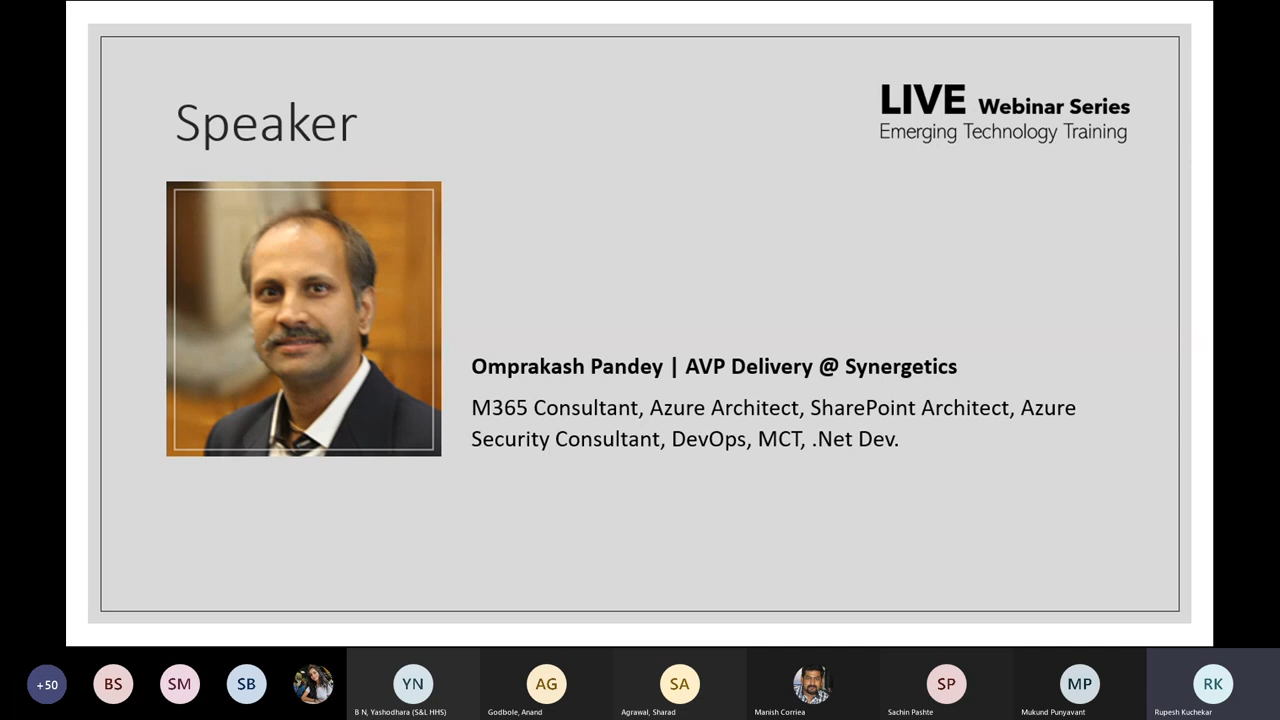 Speaker
LIVE Webinar Series
Emerging Technology Training
Omprakash Pandey | AVP Delivery @ Synergetics
M365 Consultant, Azure Architect, SharePoint Architect, Azure
Security Consultant, DevOps, MCT, .Net Dev.
+50
BS
SM
SB
YN
AG
SA
SP
MP
RK
B N, Yashodhara (S&L HHS)
Godbole, Anand
Agrawal, Sharad
Manish Corriea
Sachin Pashte
Mukund Punyavant
Rupesh Kuchekar